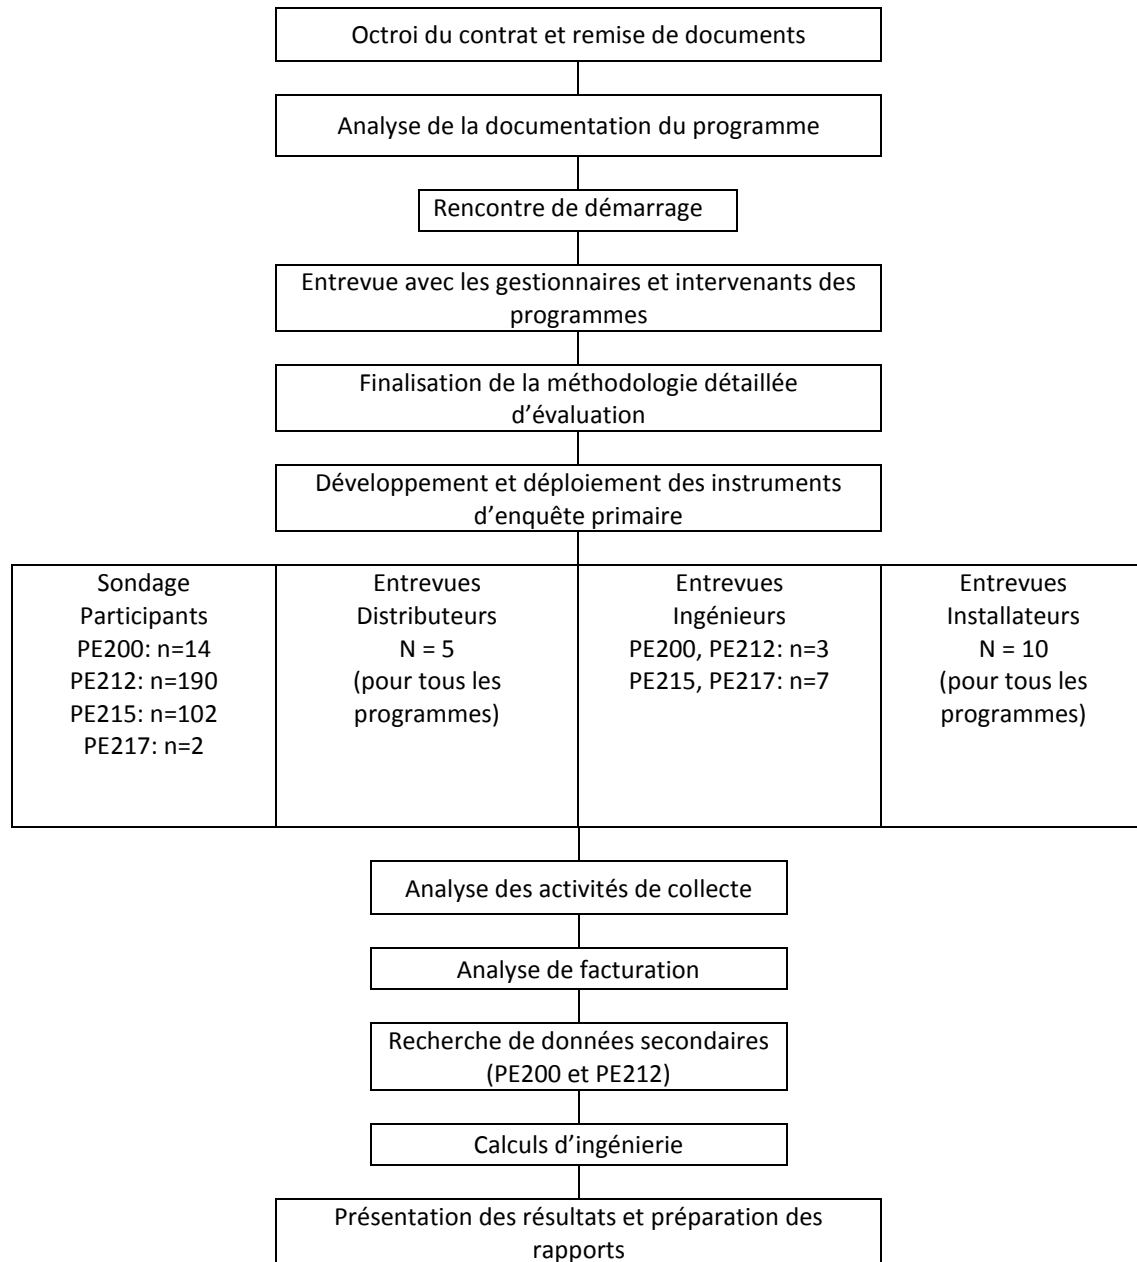 Octroi du contrat et remise de documents
Analyse de la documentation du programme
Rencontre de démarrage
Entrevue avec les gestionnaires et intervenants des
programmes
Finalisation de la méthodologie détaillée
d’évaluation
Développement et déploiement des instruments
d’enquête primaire
Sondage
Participants
PE200: n=14
PE212: n=190
PE215: n=102
PE217: n=2
Entrevues
Distributeurs
N = 5
(pour tous les
programmes)
Entrevues
Ingénieurs
PE200, PE212: n=3
PE215, PE217: n=7
Entrevues
Installateurs
N = 10
(pour tous les
programmes)
Analyse des activités de collecte
Analyse de facturation
Recherche de données secondaires
(PE200 et PE212)
Calculs d’ingénierie
Présentation des résultats et préparation des
rapports